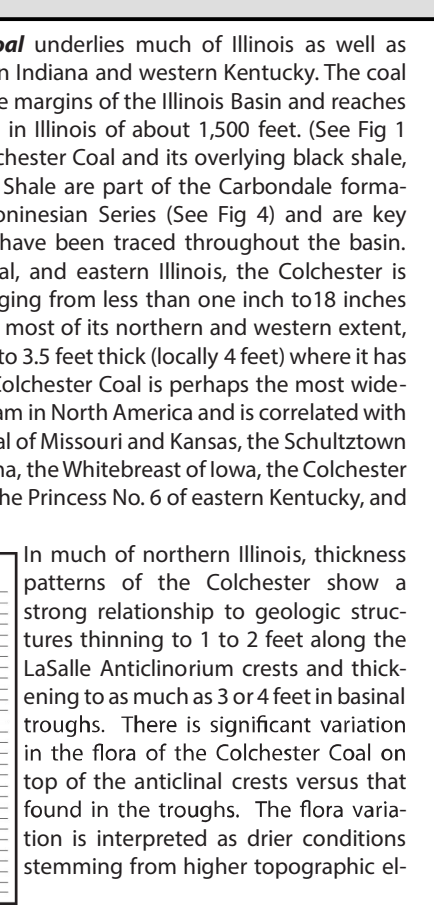 underlies much of Illinois as well as
Indiana and western Kentucky. The coal
margins of the Illinois Basin and reaches
in Illinois of about 1,500 feet. (See Fig 1
Coal and its overlying black shale,
Shale are part of the Carbondale forma-
Series (See Fig 4) and are key
have been traced throughout the basin.
and eastern Illinois, the Colchester is
from less than one inch to18 inches
most of its northern and western extent,
to 3.5 feet thick (locally 4 feet) where it has
Colchester Coal is perhaps the most wide-
in North America and is correlated with
of Missouri and Kansas, the Schultztown
the Whitebreast of Iowa, the Colchester
the Princess No. 6 of eastern Kentucky, and
In much of northern Illinois, thickness
patterns of the Colchester show a
strong relationship to geologic struc-
tures thinning to 1 to 2 feet along the
LaSalle Anticlinorium crests and thick-
ening to as much as 3 or 4 feet in basinal
troughs. There is significant variation
in the flora of the Colchester Coal on
top of the anticlinal crests versus that
found in the troughs. The flora varia-
tion is interpreted as drier conditions
stemming from higher topographic el-